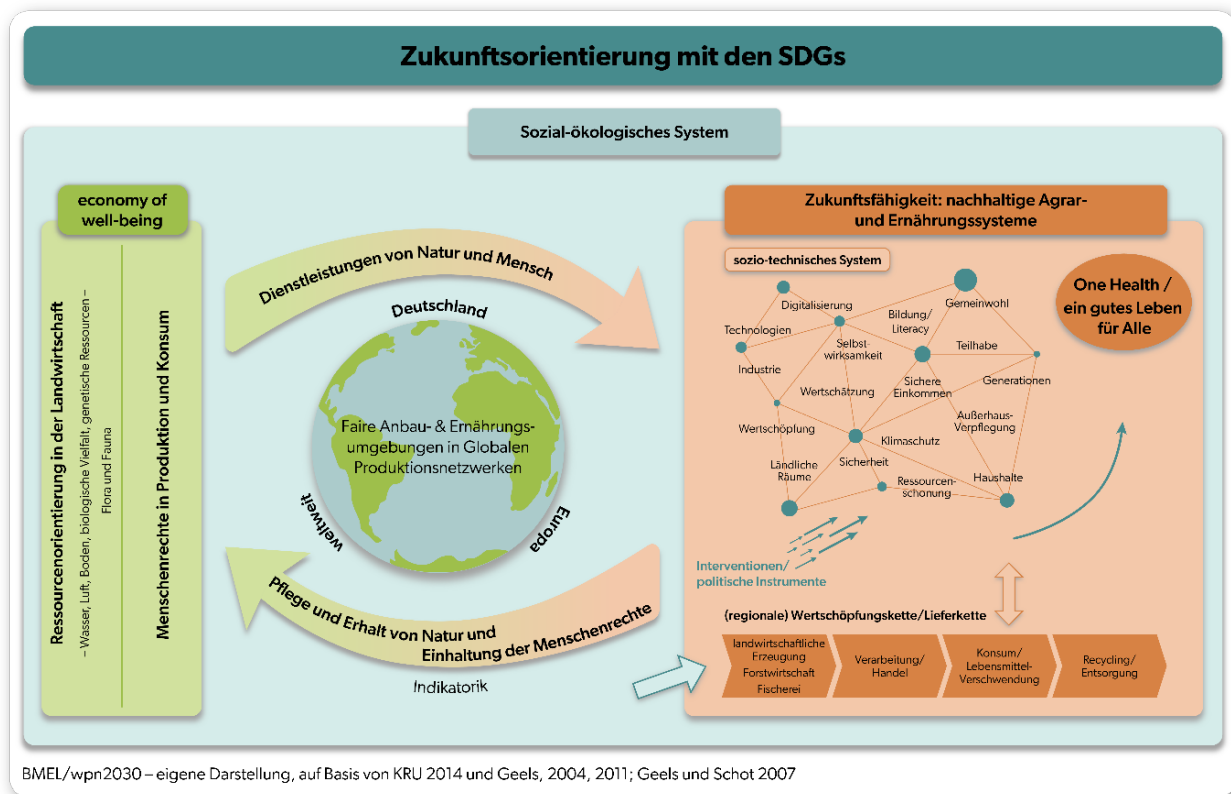 Zukunftsorientierung mit den SDGs
Sozial-ökologisches System
economy of
well-being
Ressourcenorientierung in der Landwirtschaft
– Wasser, Luft, Boden, biologische Vielfalt, genetische Ressourcen –
Flora und Fauna
Menschenrechte in Produktion und Konsum
Dienstleistungen von Natur und Mensch
Deutschland
Faire Anbau- & Ernährungs-
umgebungen in Globalen
Produktionsnetzwerken
weltweit
Europa
Pflege und Erhalt von Natur und
Einhaltung der Menschenrechte
Indikatorik
Zukunftsfähigkeit: nachhaltige Agrar-
und Ernährungssysteme
sozio-technisches System
One Health /
ein gutes Leben
für Alle
Digitalisierung
Gemeinwohl
Technologien
Bildung/
Literacy
Selbst-
wirksamkeit
Teilhabe
Industrie
Wertschätzung
Sichere
Einkommen
Generationen
Wertschöpfung
Außerhaus-
Verpflegung
Klimaschutz
Ländliche
Räume
Sicherheit
Ressourcen-
schonung
Haushalte
Interventionen/
politische Instrumente
(regionale) Wertschöpfungskette/Lieferkette
landwirtschaftliche
Erzeugung
Forstwirtschaft
Fischerei
Verarbeitung/
Handel
Konsum/
Lebensmittel-
Verschwendung
Recycling/
Entsorgung
BMEL/wpn2030 – eigene Darstellung, auf Basis von KRU 2014 und Geels, 2004, 2011; Geels und Schot 2007